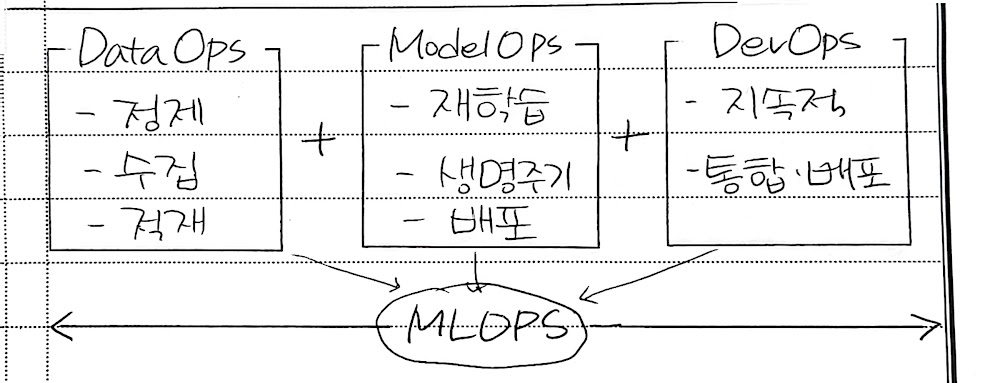 DataOps
- 정제
- 수집
- 적재
+
ModelOps
- 재학습
- 생명주기
- 배포
+
DevOps
- 지속적
- 통합·배포
MLOPS